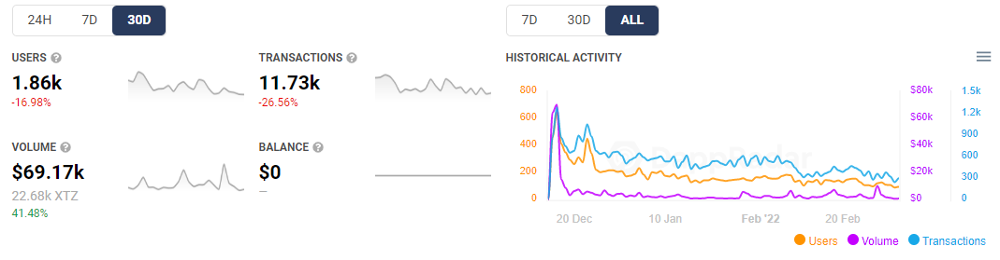 24H 7D 30D
USERS ?
1.86k
-16.98%
TRANSACTIONS ?
11.73k
-26.56%
VOLUME ?
$69.17k
22.68k XTZ
41.48%
BALANCE ?
$0
–
7D 30D ALL
HISTORICAL ACTIVITY
800 $80k 1.5k
600 $60k 1.2k
900
400 $40k 600
200 $20k 300
0 $0 0
20 Dec 10 Jan Feb '22 20 Feb
Users Volume Transactions